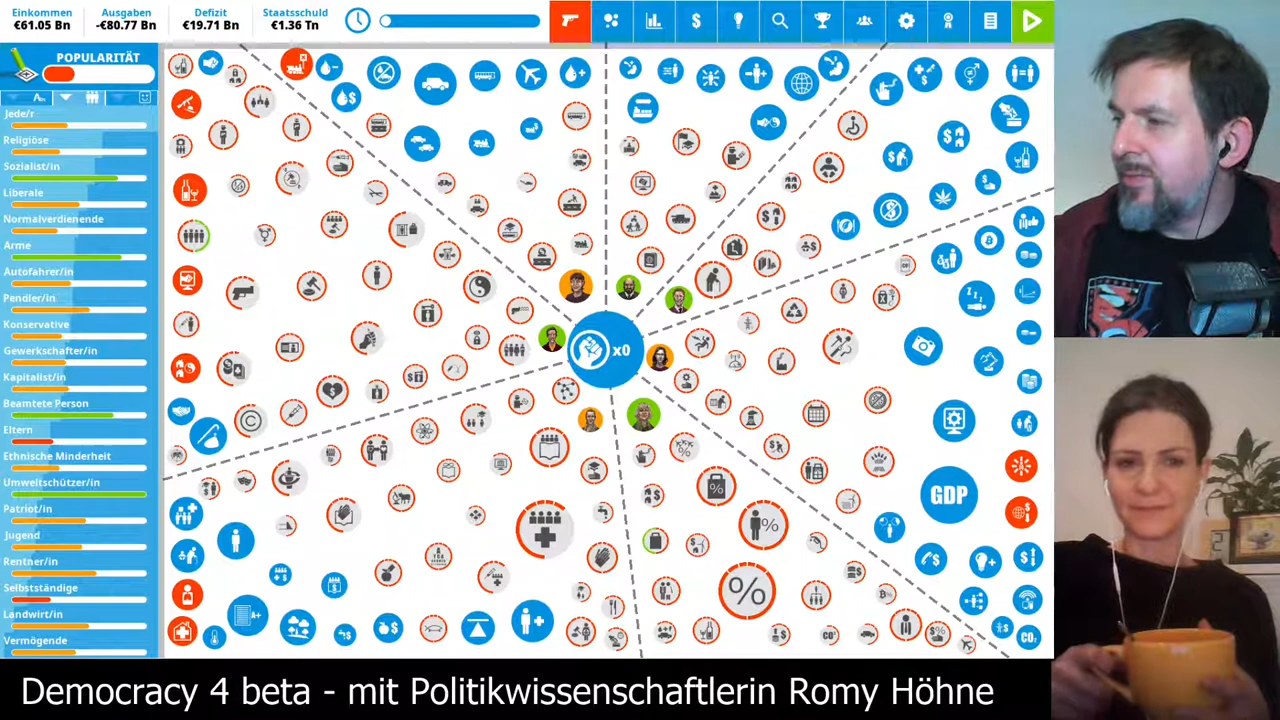 Einkommen
€61.05 Bn
Ausgaben
-€80.77 Bn
Defizit
€19.71 Bn
Staatsschuld
€1.36 Tn
POPULARITÄT
Jede/r
Religiöse
Sozialist/in
Liberale
Normalverdienende
Arme
Autofahrer/in
Pendler/in
Konservative
Gewerkschafter/in
Kapitalist/in
Beamtete Person
Eltern
Ethnische Minderheit
Umweltschützer/in
Patriot/in
Jugend
Rentner/in
Selbstständige
Landwirt/in
Vermögende
x0
GDP
%
%
A+
CO²
CO₂
Democracy 4 beta - mit Politikwissenschaftlerin Romy Höhne